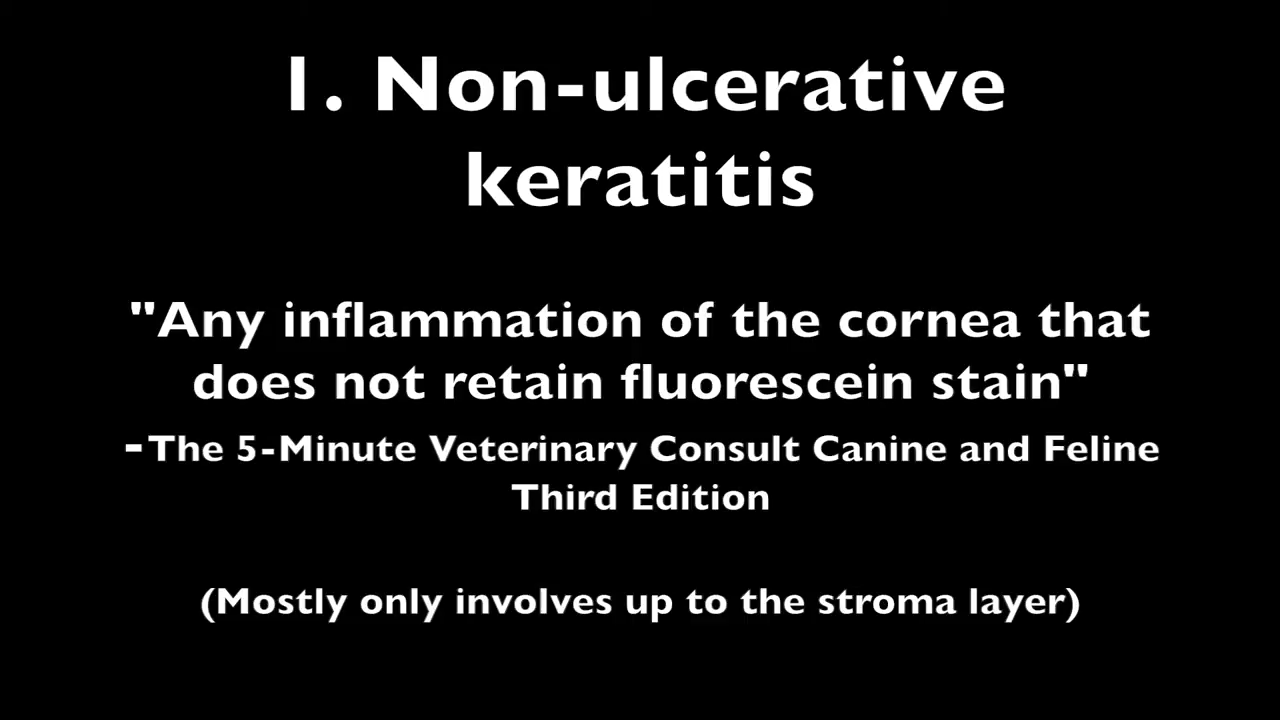 1. Non-ulcerative
keratitis
"Any inflammation of the cornea that
does not retain fluorescein stain"
-The 5-Minute Veterinary Consult Canine and Feline
Third Edition
(Mostly only involves up to the stroma layer)